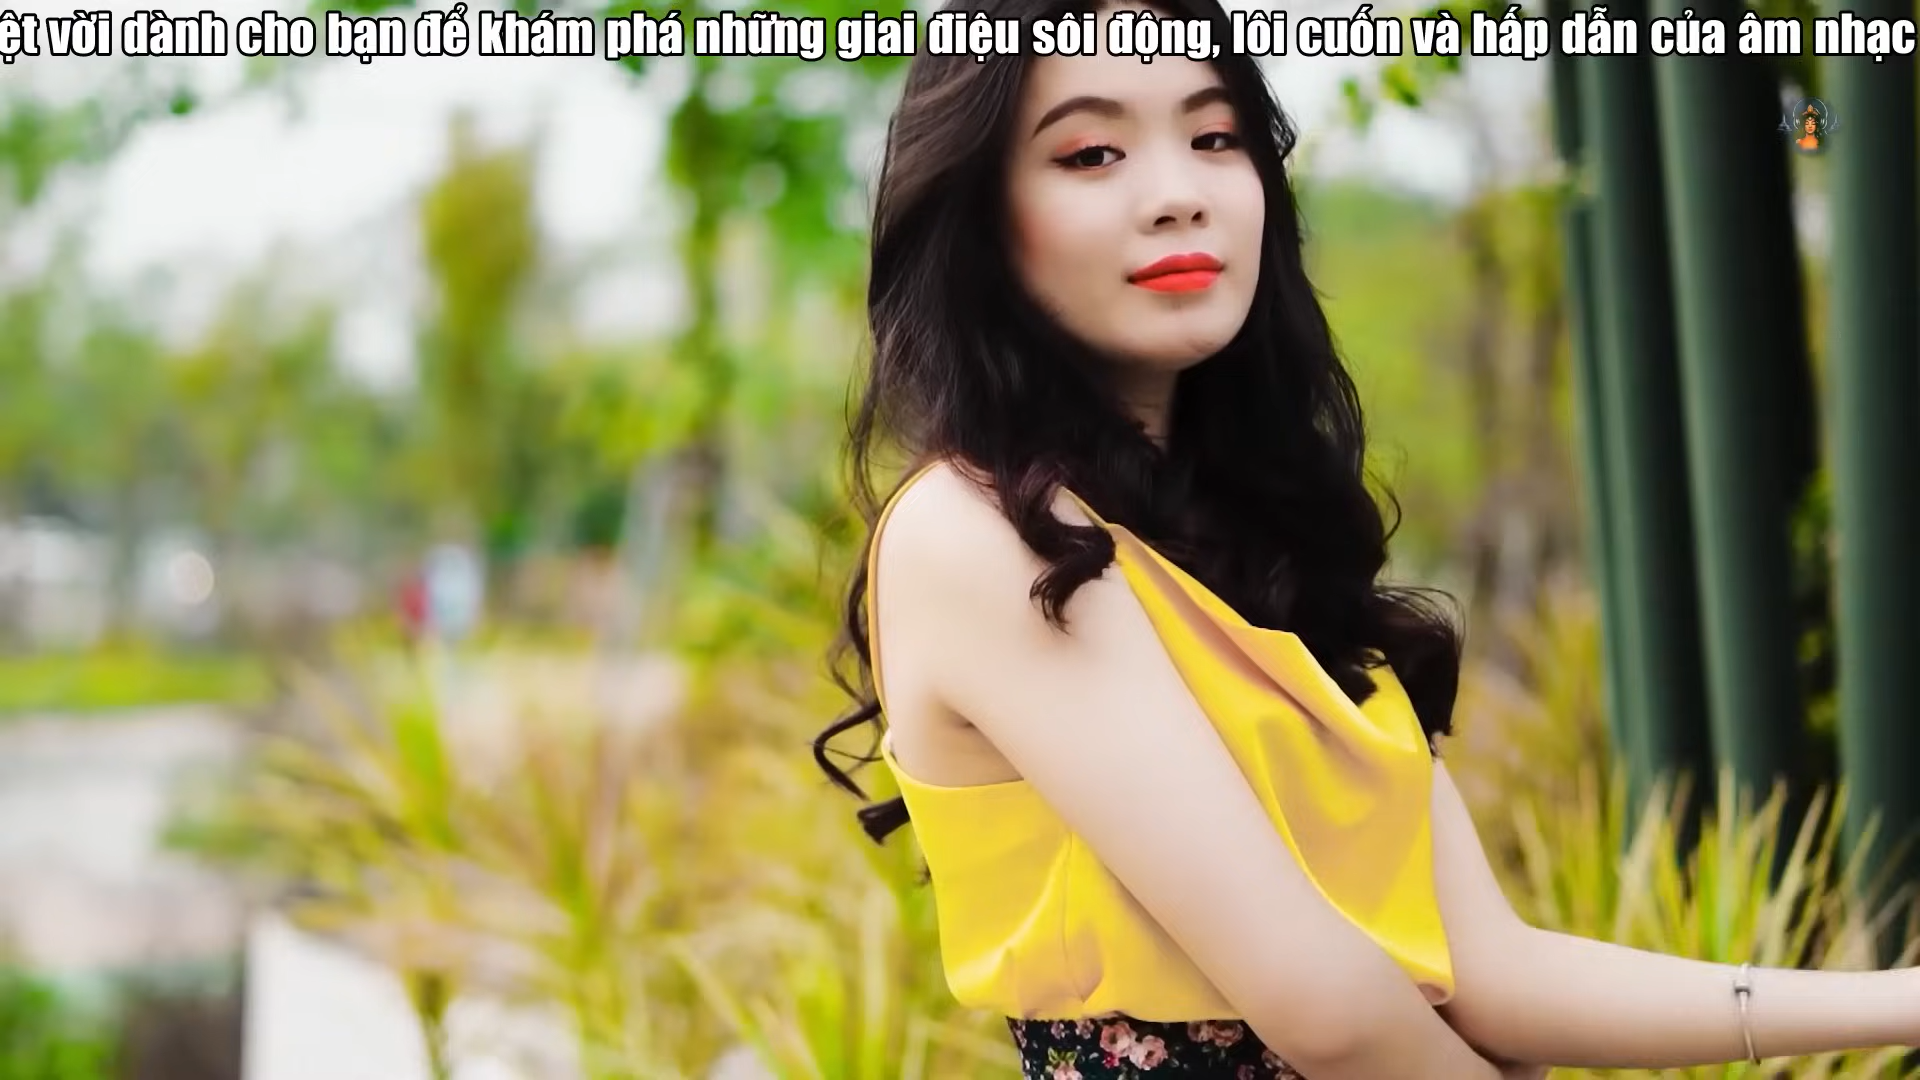 ệt vời dành cho bạn để khám phá những giai điệu sôi động, lôi cuốn và hấp dẫn của âm nhạc